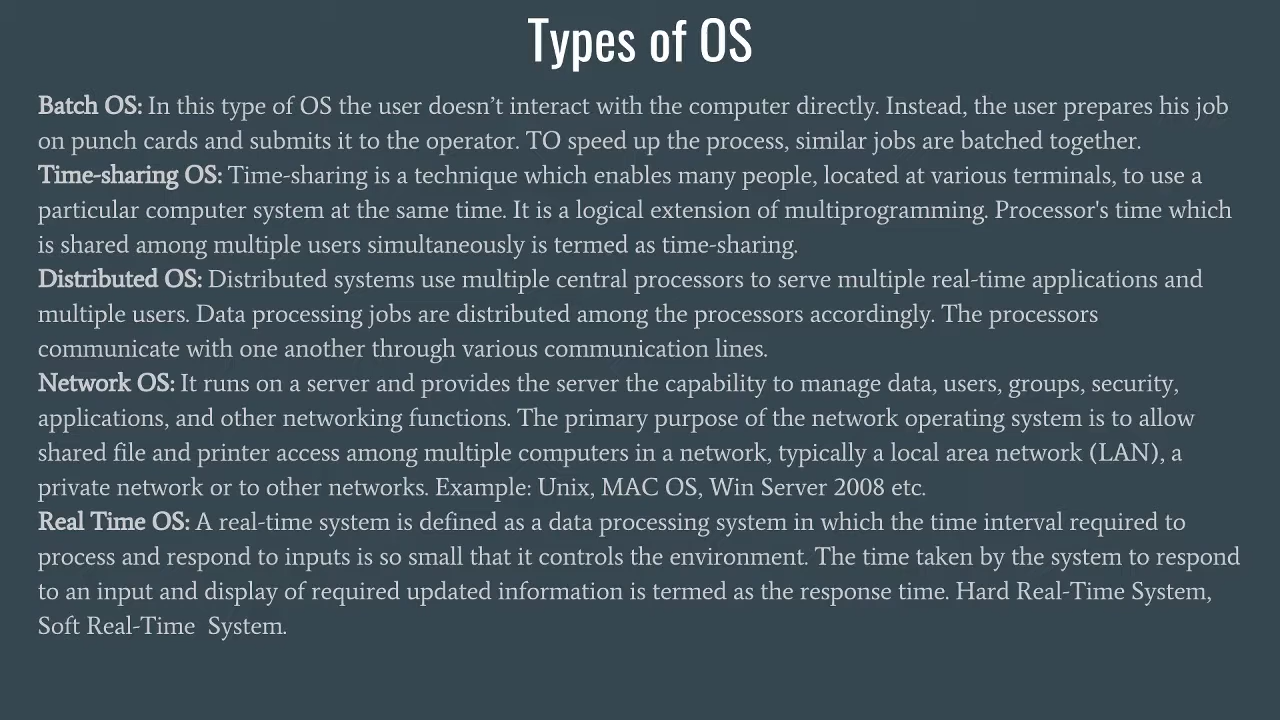 Types of OS
Batch OS: In this type of OS the user doesn’t interact with the computer directly. Instead, the user prepares his job
on punch cards and submits it to the operator. TO speed up the process, similar jobs are batched together.
Time-sharing OS: Time-sharing is a technique which enables many people, located at various terminals, to use a
particular computer system at the same time. It is a logical extension of multiprogramming. Processor's time which
is shared among multiple users simultaneously is termed as time-sharing.
Distributed OS: Distributed systems use multiple central processors to serve multiple real-time applications and
multiple users. Data processing jobs are distributed among the processors accordingly. The processors
communicate with one another through various communication lines.
Network OS: It runs on a server and provides the server the capability to manage data, users, groups, security,
applications, and other networking functions. The primary purpose of the network operating system is to allow
shared file and printer access among multiple computers in a network, typically a local area network (LAN), a
private network or to other networks. Example: Unix, MAC OS, Win Server 2008 etc.
Real Time OS: A real-time system is defined as a data processing system in which the time interval required to
process and respond to inputs is so small that it controls the environment. The time taken by the system to respond
to an input and display of required updated information is termed as the response time. Hard Real-Time System,
Soft Real-Time  System.